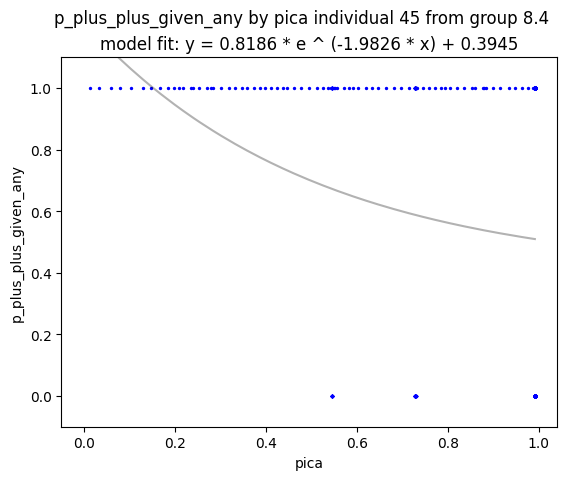 p_plus_plus_given_any by pica individual 45 from group 8.4
model fit: y = 0.8186 * e ^ (-1.9826 * x) + 0.3945
1.0
0.8
0.6
0.4
0.2
0.0
p_plus_plus_given_any
0.0 0.2 0.4 0.6 0.8 1.0
pica